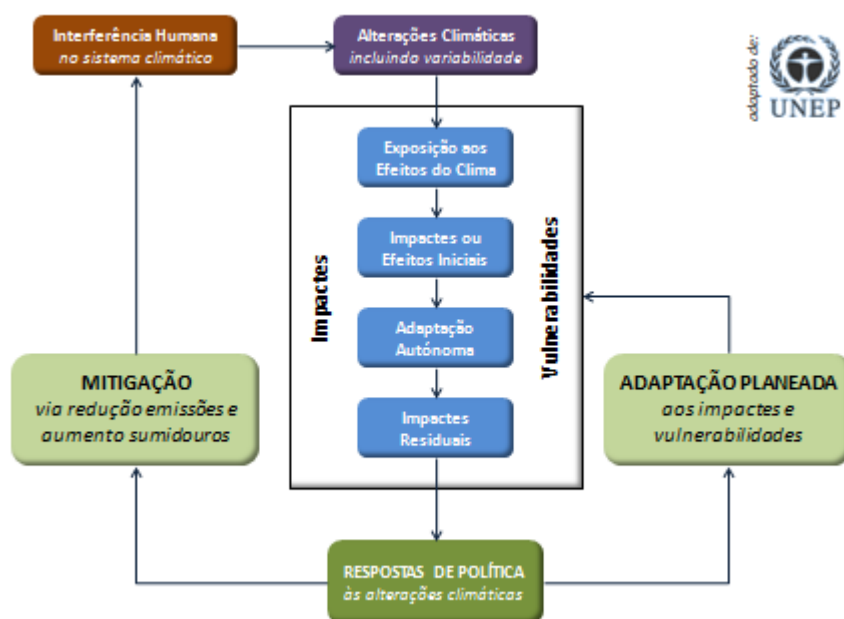 Interferência Humana
no sistema climático
Alterações Climáticas
incluindo variabilidade
adaptado de:
UNEP
Exposição aos
Efeitos do Clima
Impactes ou
Efeitos Iniciais
Adaptação
Autónoma
Impactes
Residuais
Impactes
Vulnerabilidades
MITIGAÇÃO
via redução emissões e
aumento sumidouros
ADAPTAÇÃO PLANEADA
aos impactes e
vulnerabilidades
RESPOSTAS DE POLÍTICA
às alterações climáticas